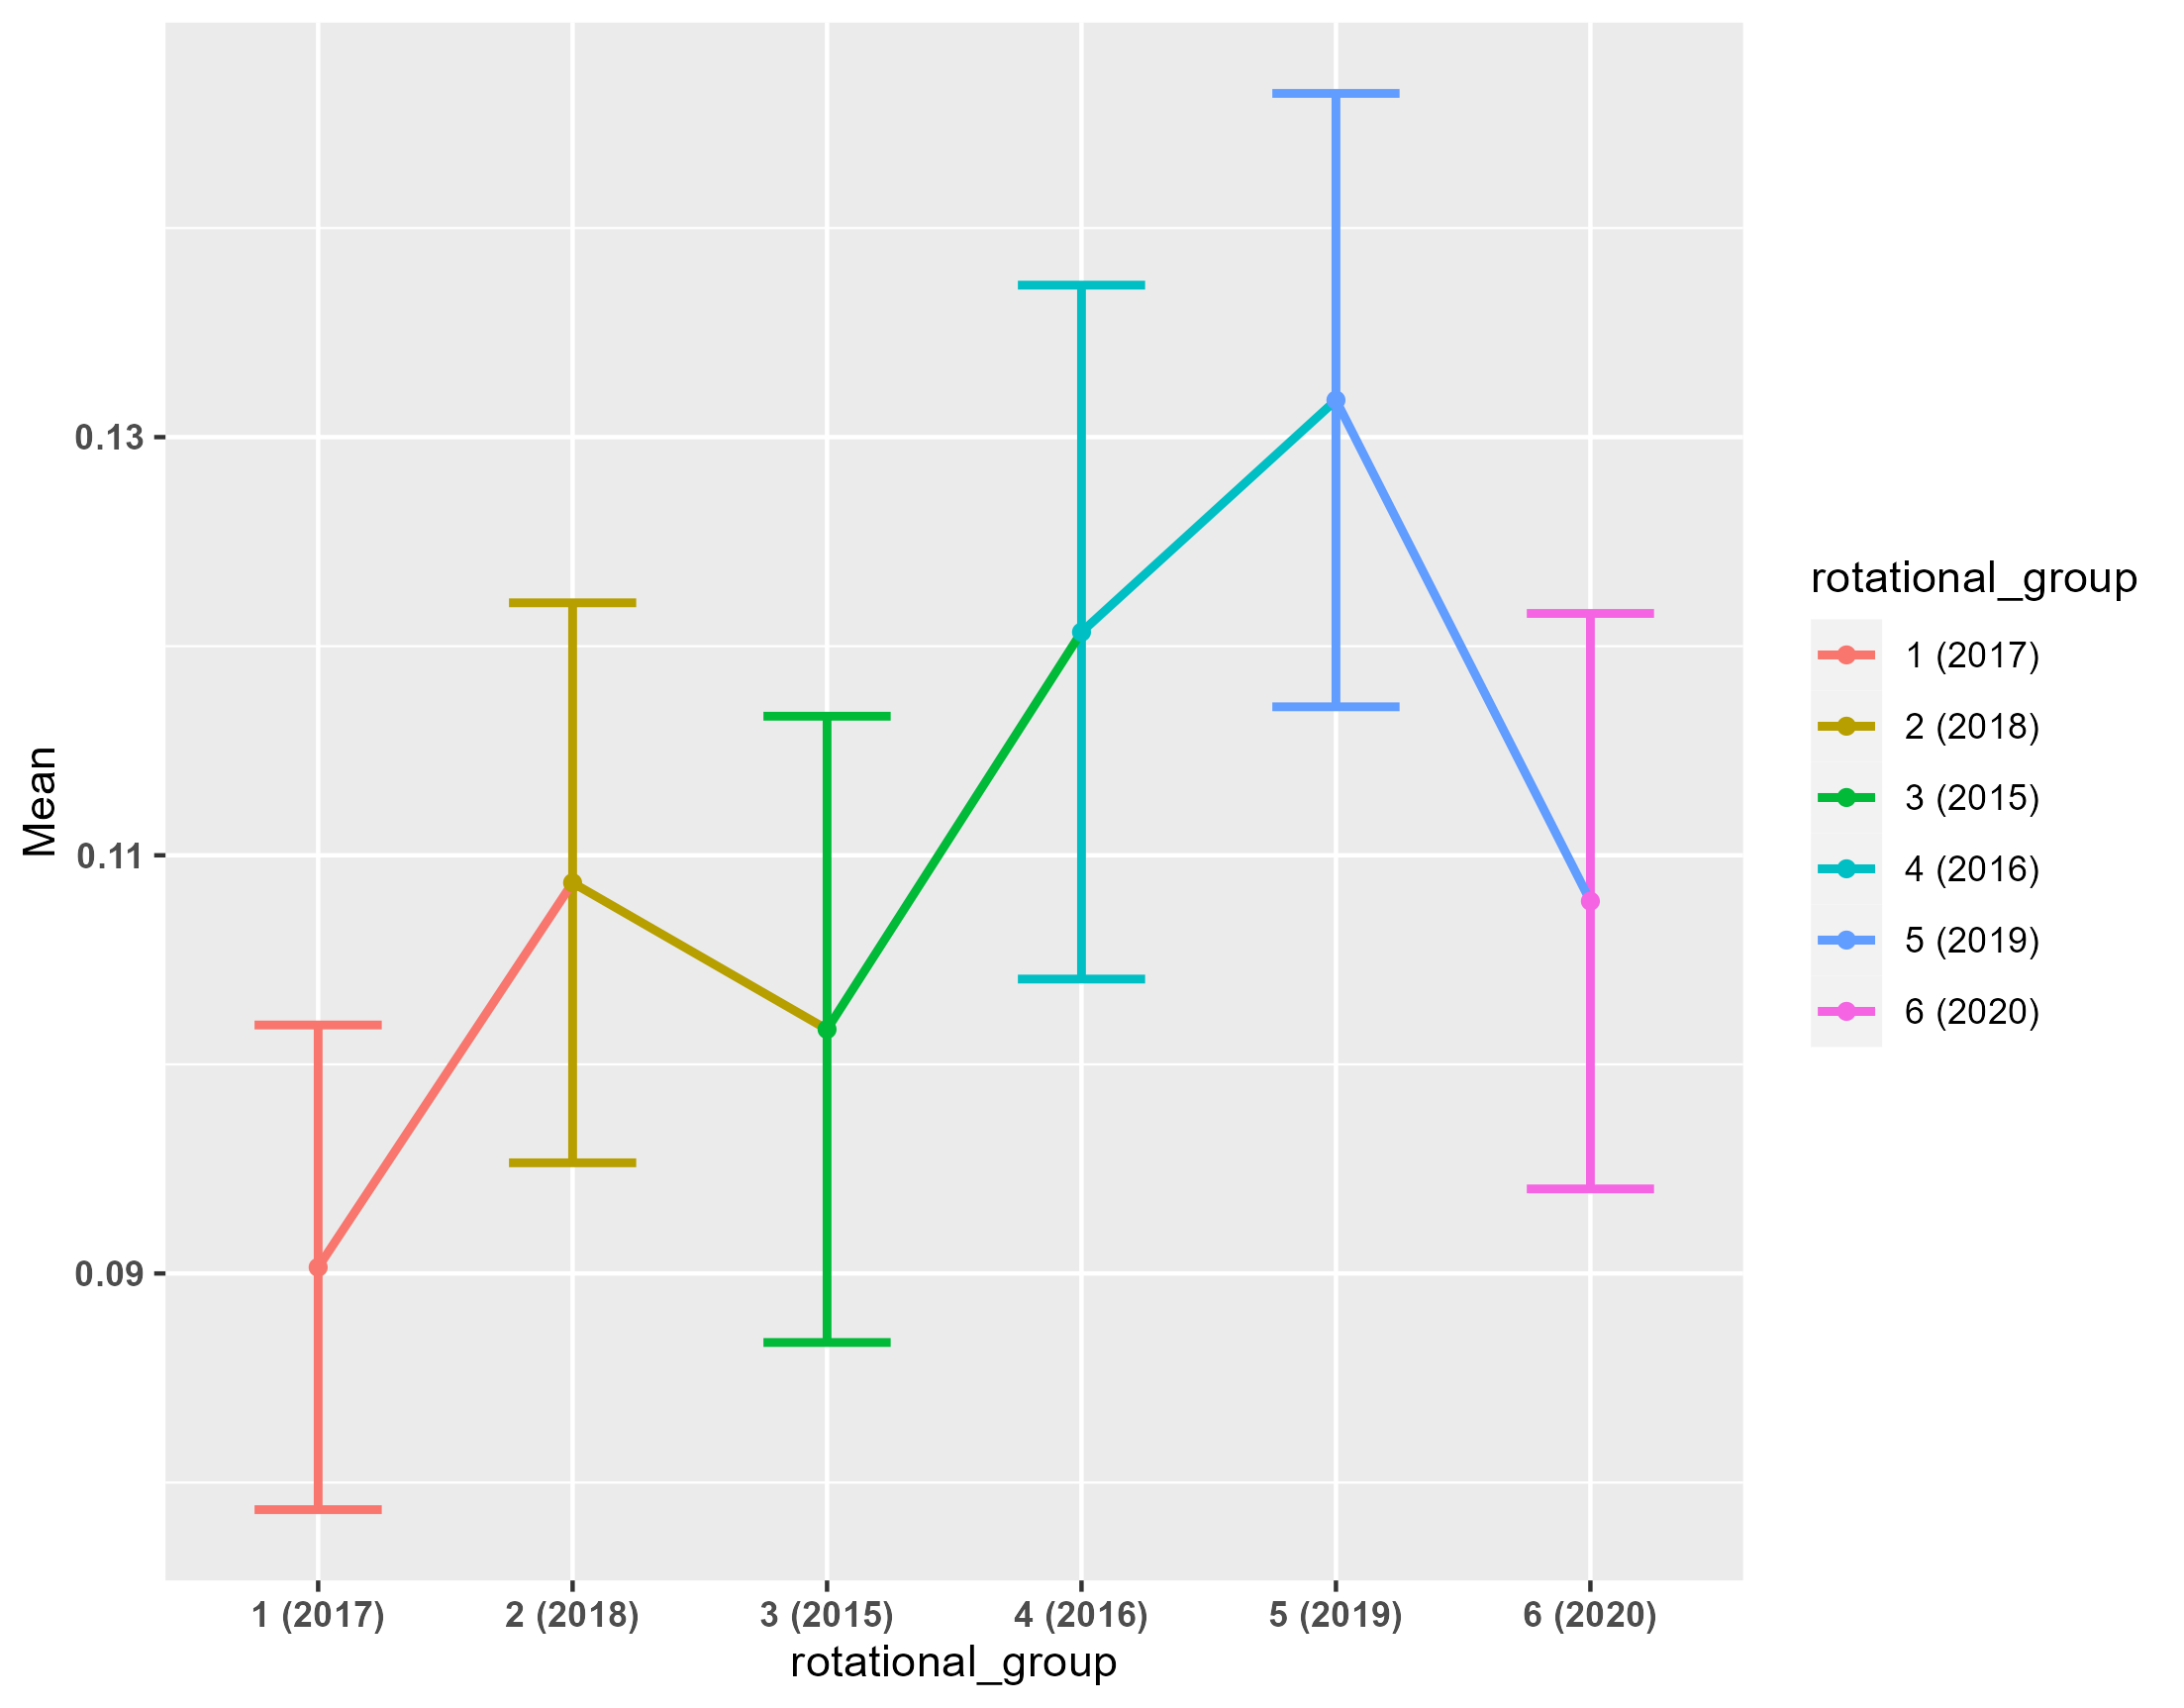 Mean
0.13
0.11
0.09
1 (2017) 2 (2018) 3 (2015) 4 (2016) 5 (2019) 6 (2020)
rotational_group
rotational_group
1 (2017)
2 (2018)
3 (2015)
4 (2016)
5 (2019)
6 (2020)